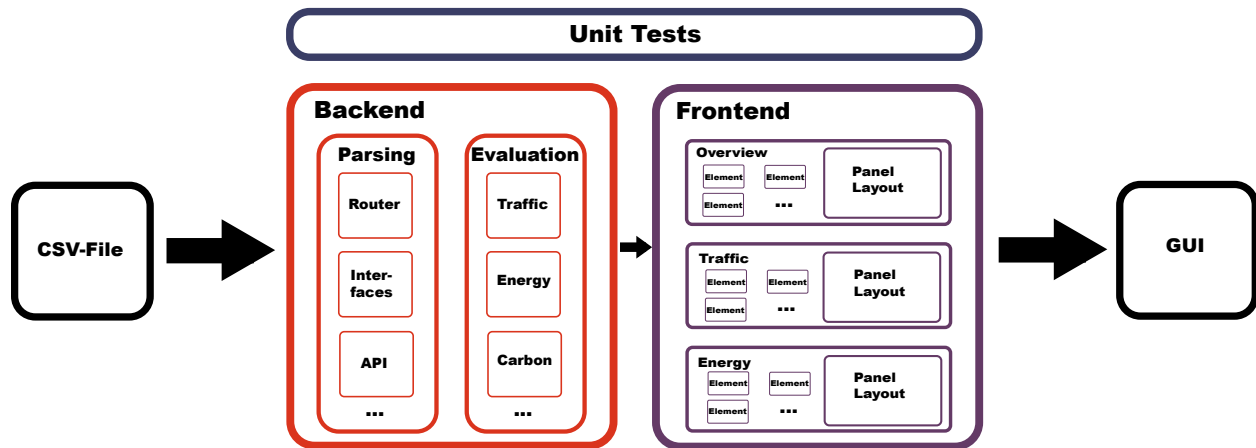 Unit Tests
CSV-File
Backend
Parsing
Router
Inter-
faces
API
...
Evaluation
Traffic
Energy
Carbon
...
Frontend
Overview
Element
Element
Element
...
Panel
Layout
Traffic
Element
Element
Element
...
Panel
Layout
Energy
Element
Element
Element
...
Panel
Layout
GUI